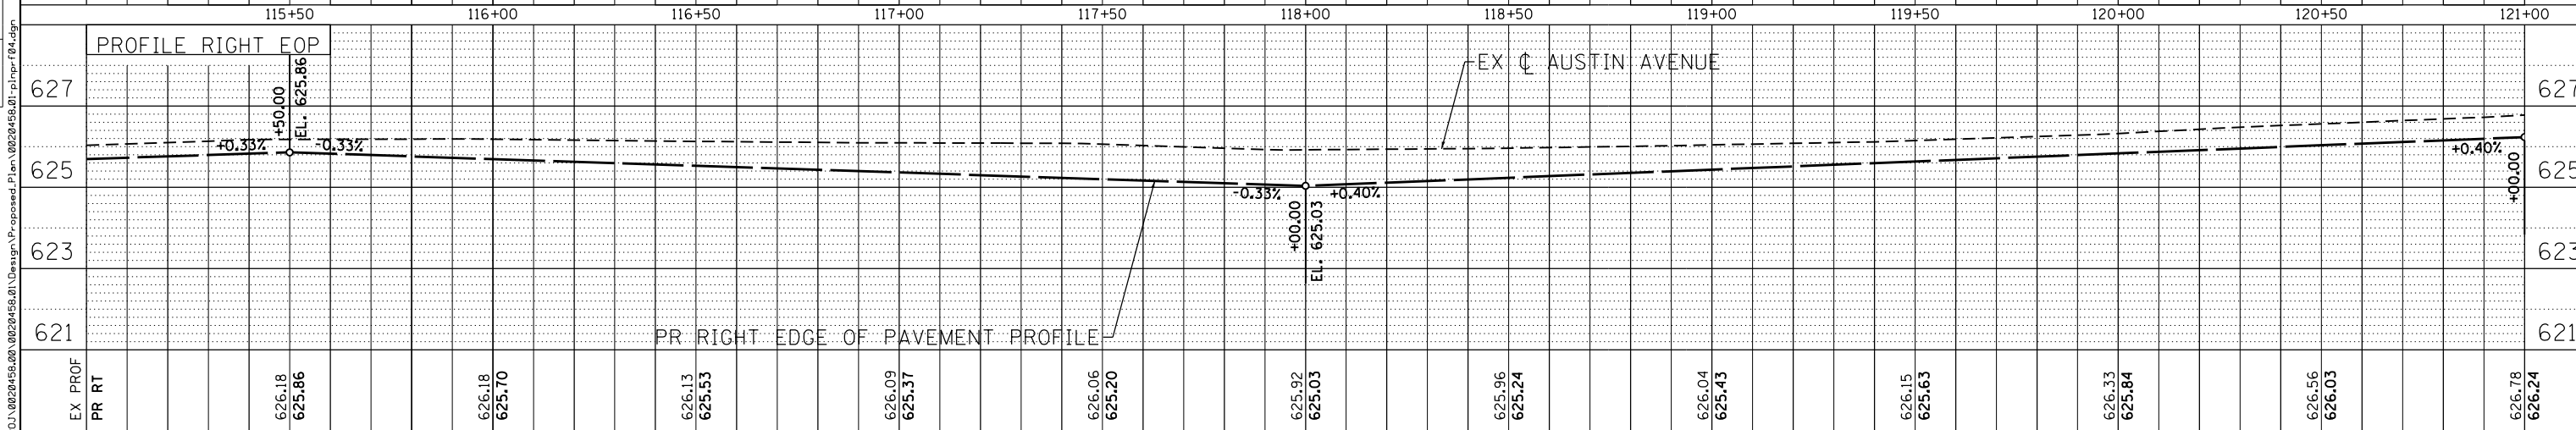 115+50 116+00 116+50 117+00 117+50 118+00 118+50 119+00 119+50 120+00 120+50 121+00
PROFILE RIGHT EOP
+50.00
EL. 625.86
EX ℄ AUSTIN AVENUE
627 627
+0.33% -0.33%
+0.40%
625 625
-0.33% +0.40%
+00.00
EL. 625.03
+00.00
623 623
PR RIGHT EDGE OF PAVEMENT PROFILE
621 621
EX PROF 626.18 626.18 626.13 626.09 626.06 625.92 625.96 626.04 626.15 626.33 626.56 626.78
PR RT 625.86 625.70 625.53 625.37 625.20 625.03 625.24 625.43 625.63 625.84 626.03 626.24